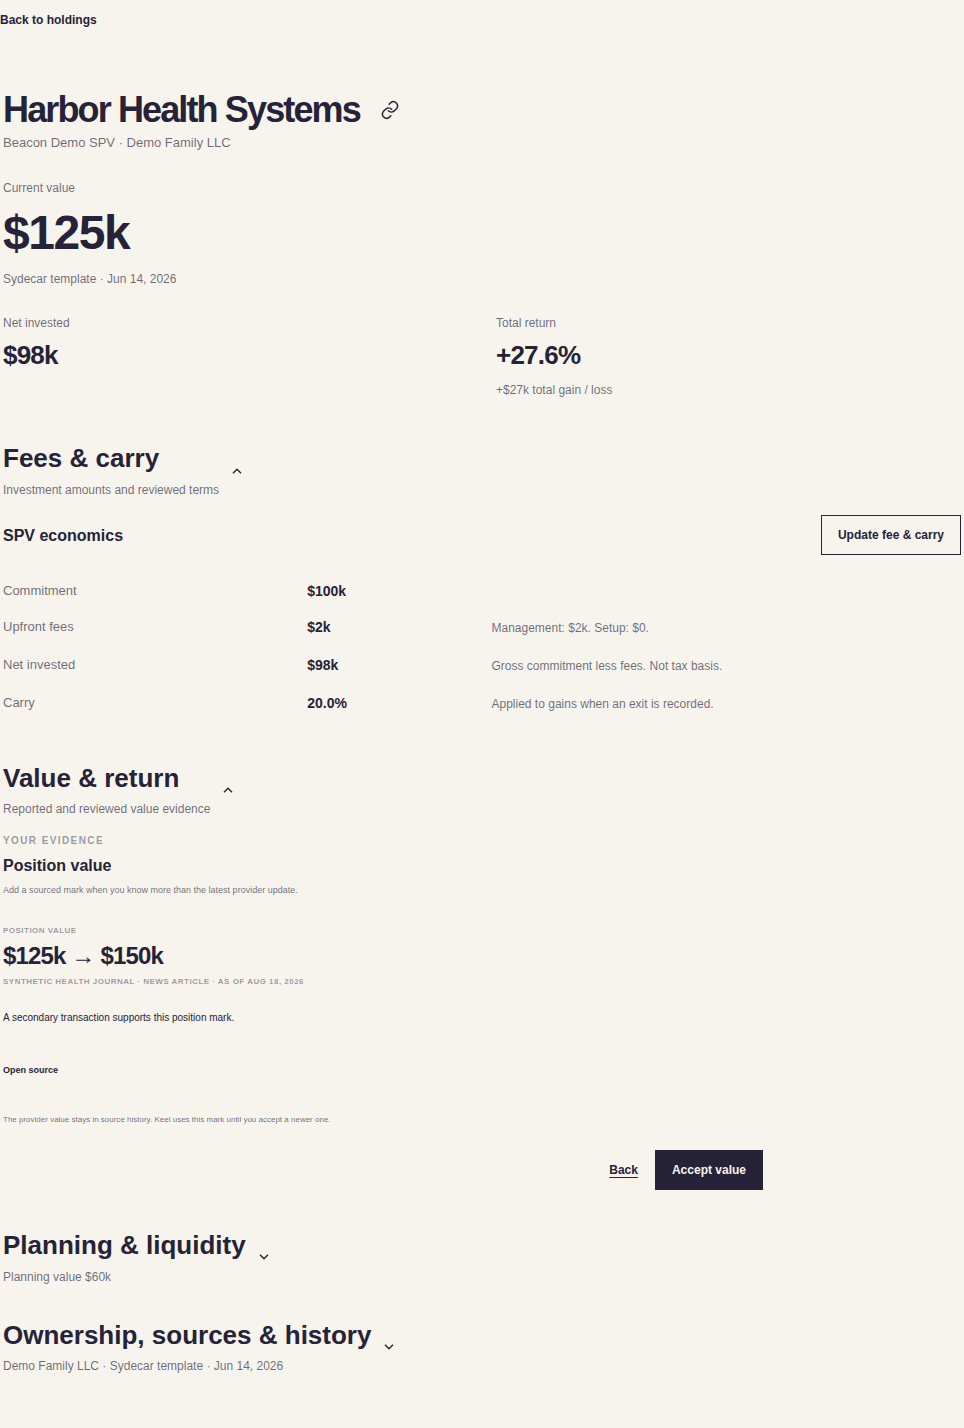 Back to holdings
Harbor Health Systems
Beacon Demo SPV · Demo Family LLC
Current value
$125k
Sydecar template · Jun 14, 2026
Net invested
Total return
$98k
+27.6%
+$27k total gain / loss
Fees & carry
Investment amounts and reviewed terms
SPV economics
Update fee & carry
Commitment $100k
Upfront fees $2k Management: $2k. Setup: $0.
Net invested $98k Gross commitment less fees. Not tax basis.
Carry 20.0% Applied to gains when an exit is recorded.
Value & return
Reported and reviewed value evidence
YOUR EVIDENCE
Position value
Add a sourced mark when you know more than the latest provider update.
POSITION VALUE
$125k → $150k
SYNTHETIC HEALTH JOURNAL · NEWS ARTICLE · AS OF AUG 18, 2026
A secondary transaction supports this position mark.
Open source
The provider value stays in source history. Keel uses this mark until you accept a newer one.
Back
Accept value
Planning & liquidity
Planning value $60k
Ownership, sources & history
Demo Family LLC · Sydecar template · Jun 14, 2026